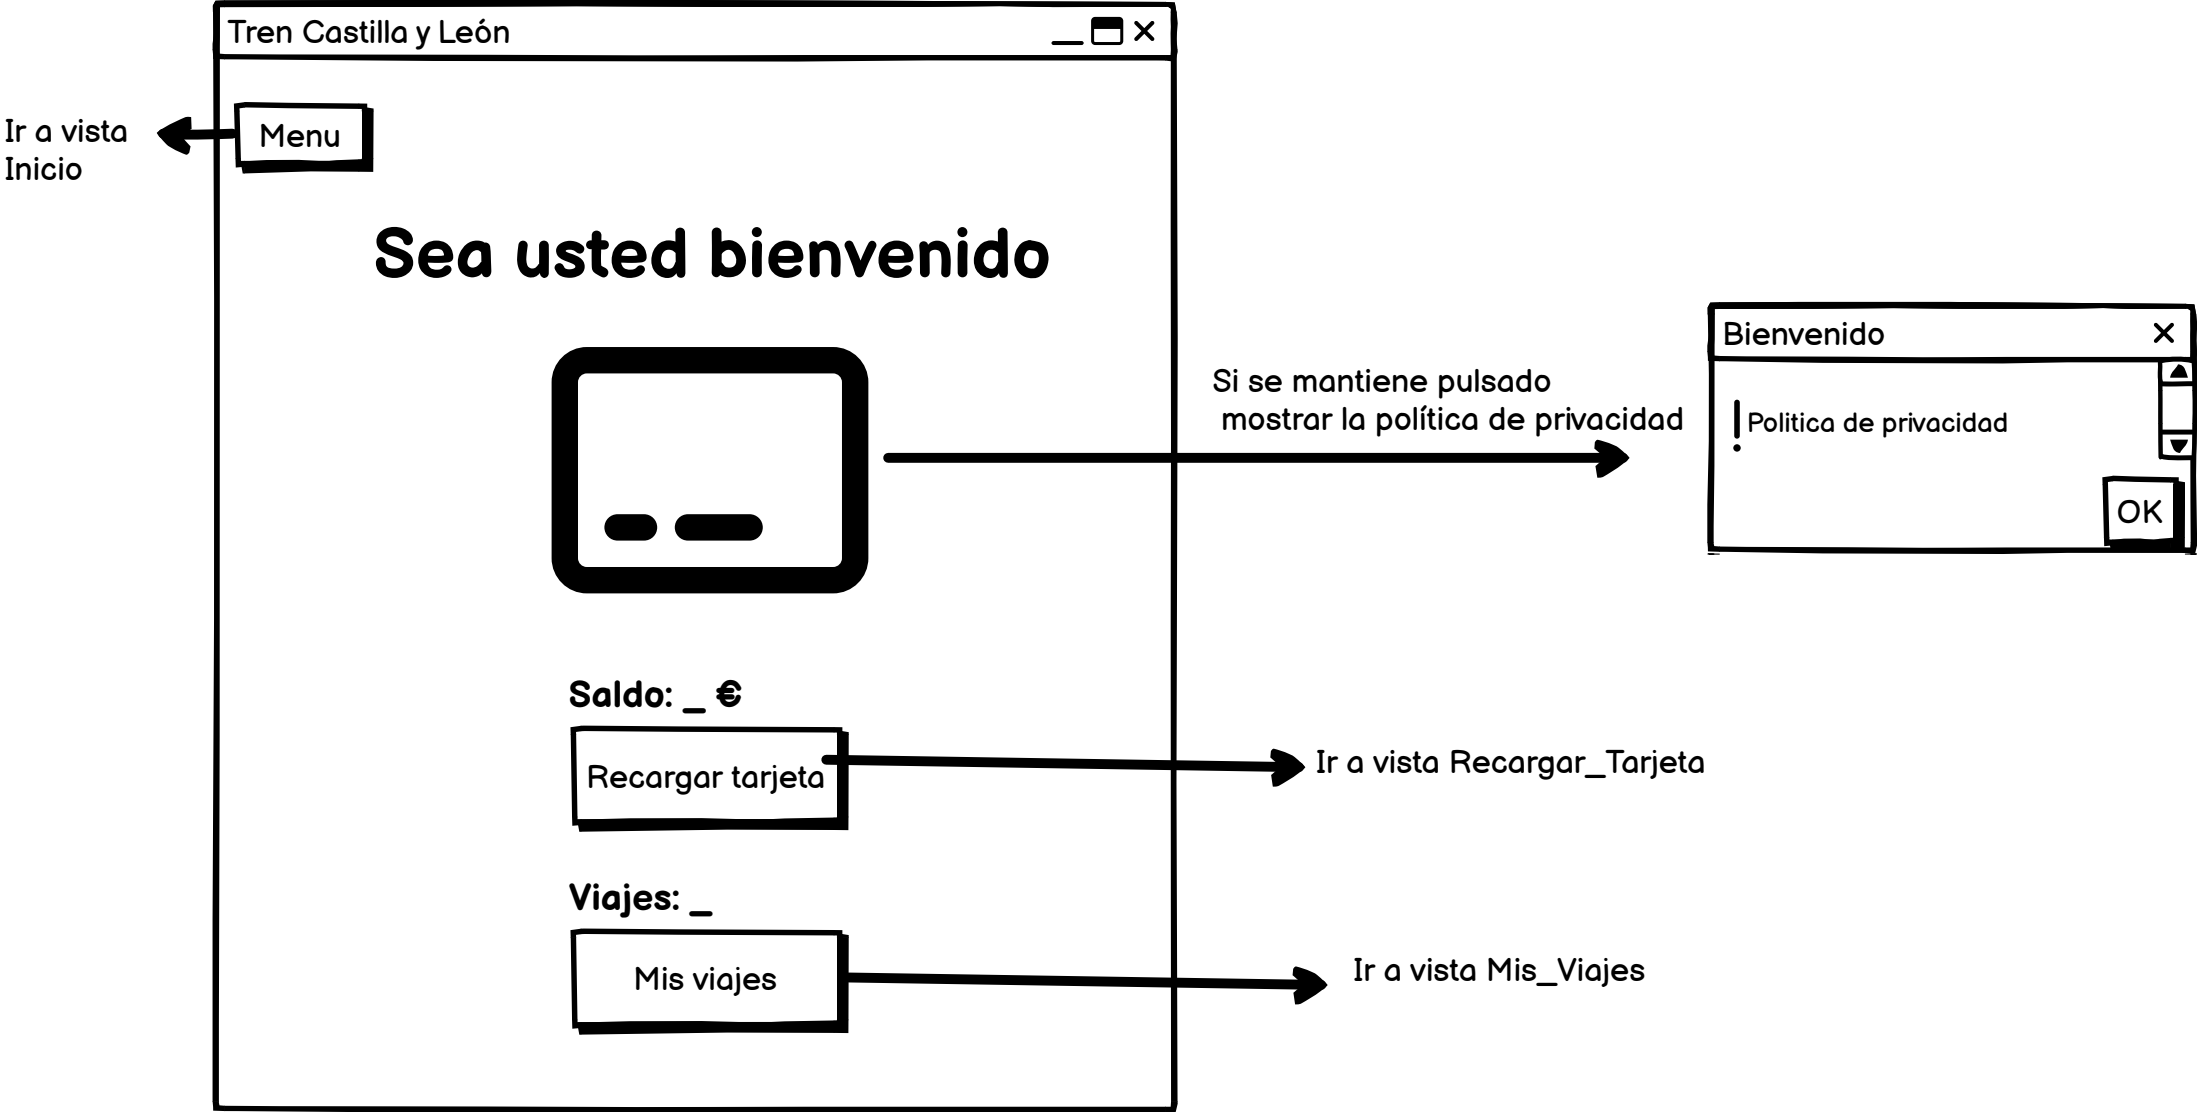 Tren Castilla y León
Ir a vista
Inicio
Menu
Sea usted bienvenido
Si se mantiene pulsado
mostrar la política de privacidad
Bienvenido
Politica de privacidad
OK
Saldo: _ €
Recargar tarjeta
Ir a vista Recargar_Tarjeta
Viajes: _
Mis viajes
Ir a vista Mis_Viajes